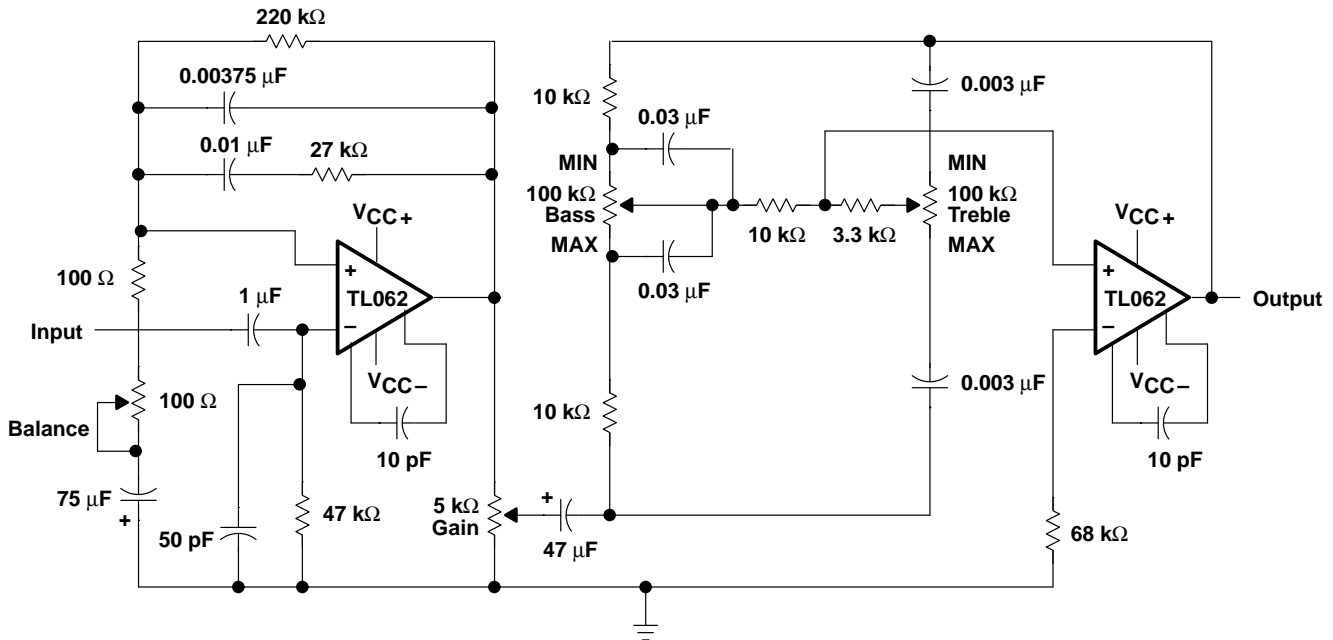 220 kΩ
0.00375 μF
0.01 μF
27 kΩ
100 Ω
1 μF
Input
VCC+
+
TL062
−
VCC−
10 pF
100 Ω
Balance
75 μF
+
50 pF
47 kΩ
5 kΩ
Gain
+
47 μF
10 kΩ
0.03 μF
MIN
100 kΩ
Bass
MAX
0.03 μF
10 kΩ
10 kΩ
3.3 kΩ
0.003 μF
MIN
100 kΩ
Treble
MAX
0.003 μF
VCC+
+
TL062
−
VCC−
10 pF
Output
68 kΩ